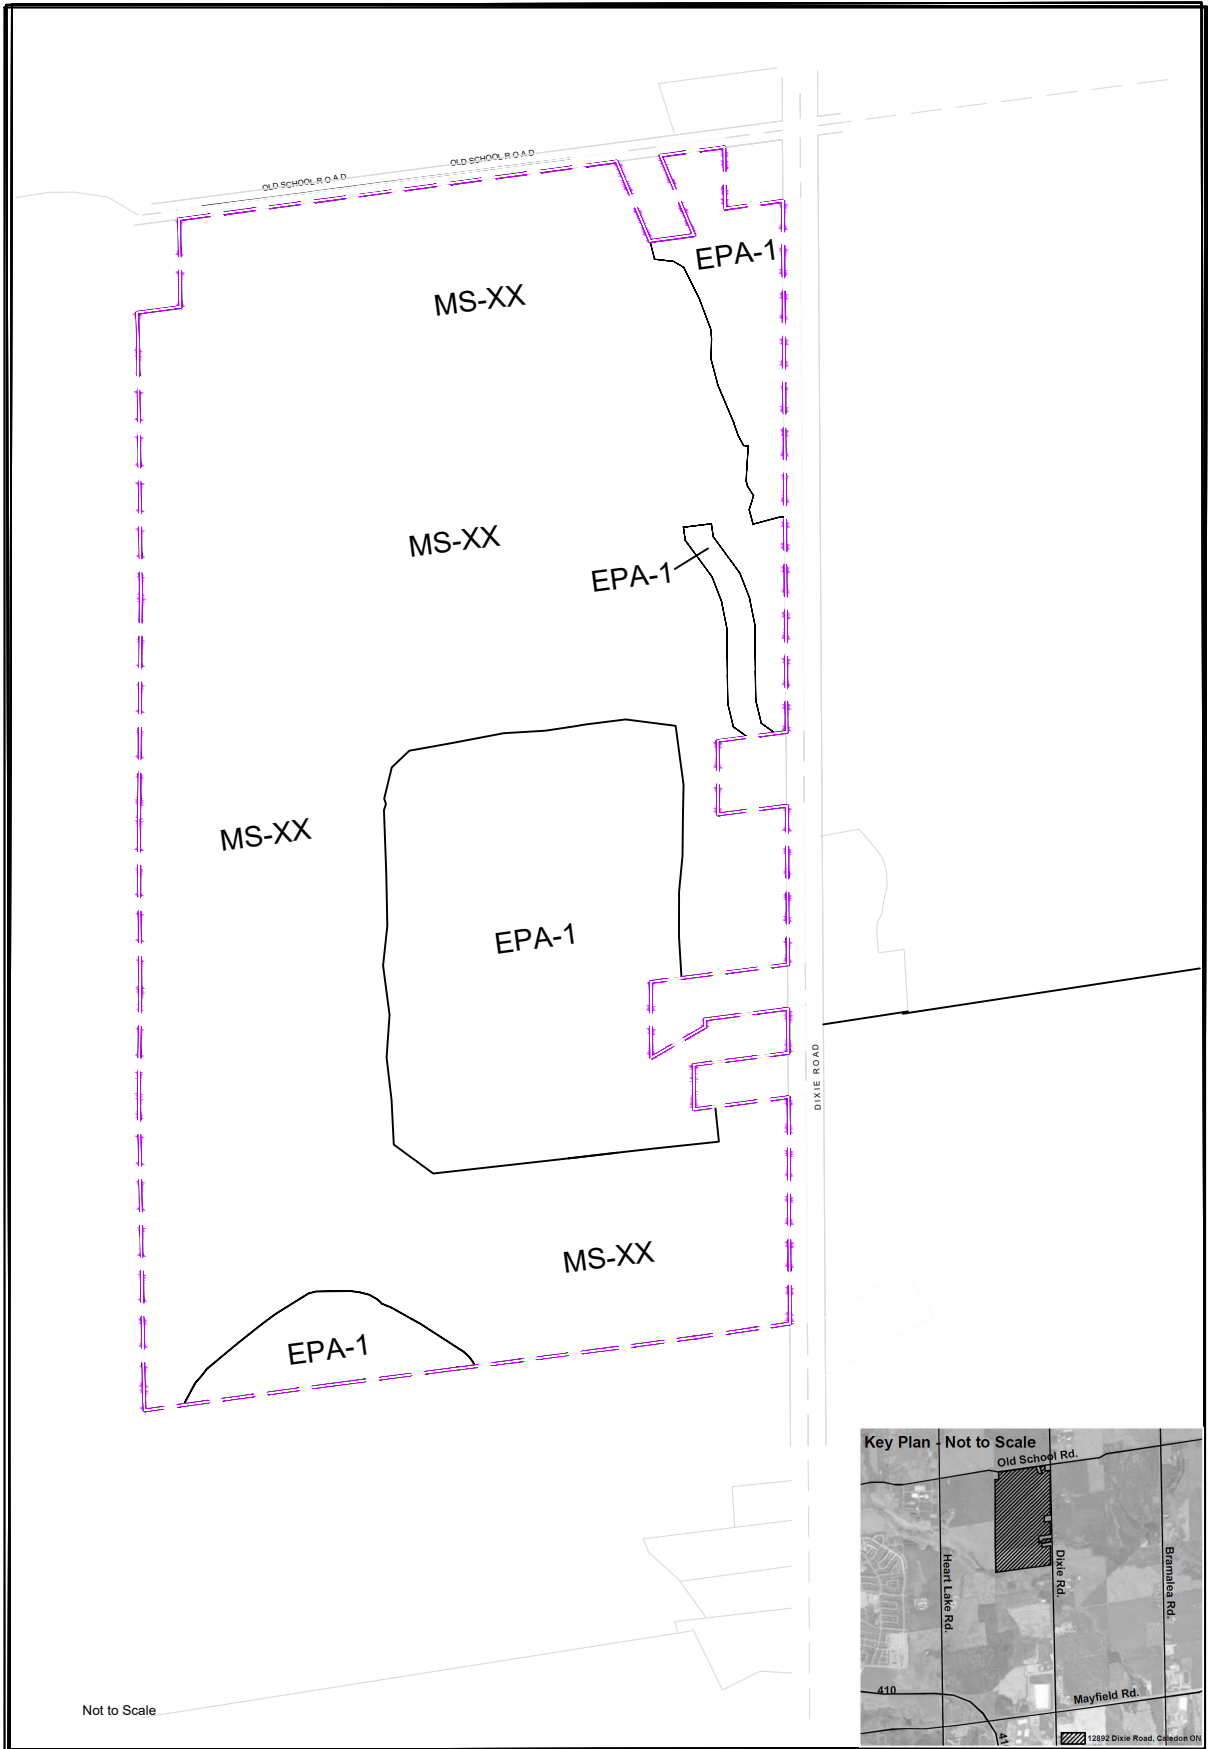 OLD SCHOOL R O A D
OLD SCHOOL R O A D
EPA-1
MS-XX
MS-XX
EPA-1
MS-XX
EPA-1
DIXIE ROAD
MS-XX
EPA-1
Key Plan - Not to Scale
Old School Rd.
Heart Lake Rd.
Dixie Rd.
Bramalea Rd.
410
Mayfield Rd.
41
12892 Dixie Road, Caledon ON
Not to Scale